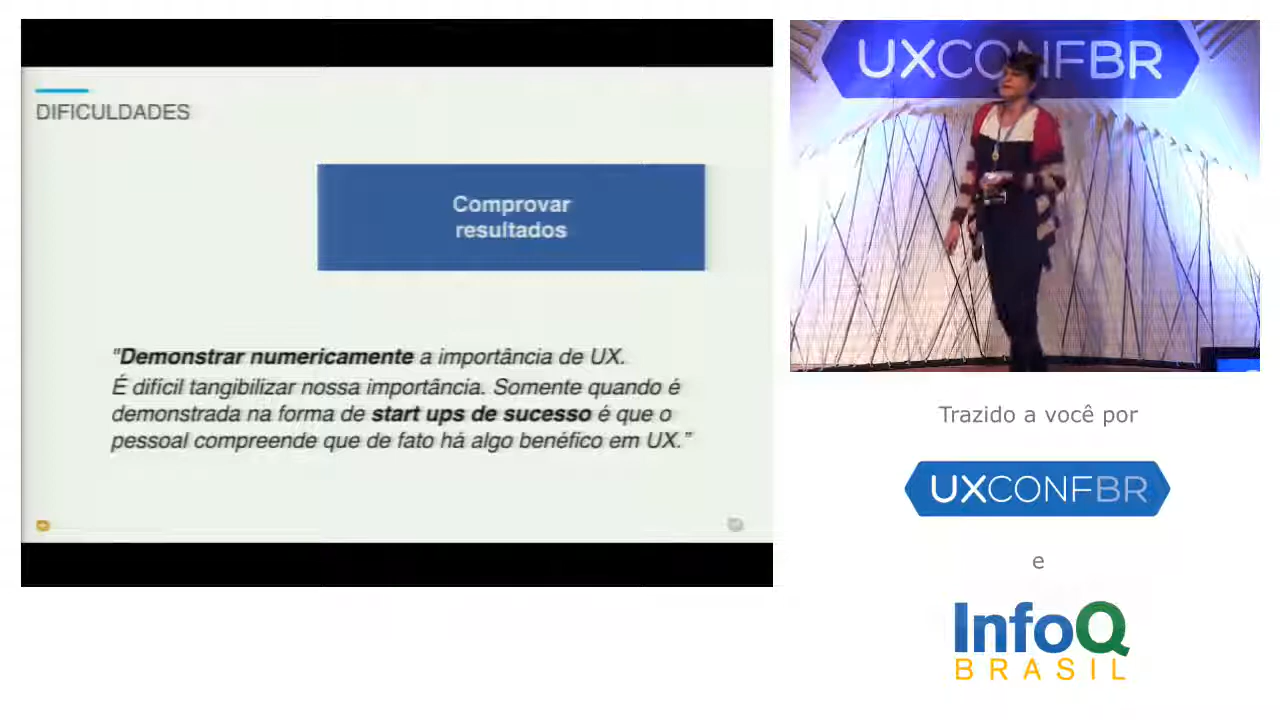 DIFICULDADES
Comprovar
resultados
"Demonstrar numericamente a importância de UX.
É difícil tangibilizar nossa importância. Somente quando é
demonstrada na forma de start ups de sucesso é que o
pessoal compreende que de fato há algo benéfico em UX."
UXCONFBR
Trazido a você por
UXCONFBR
e
InfoQ
BRASIL